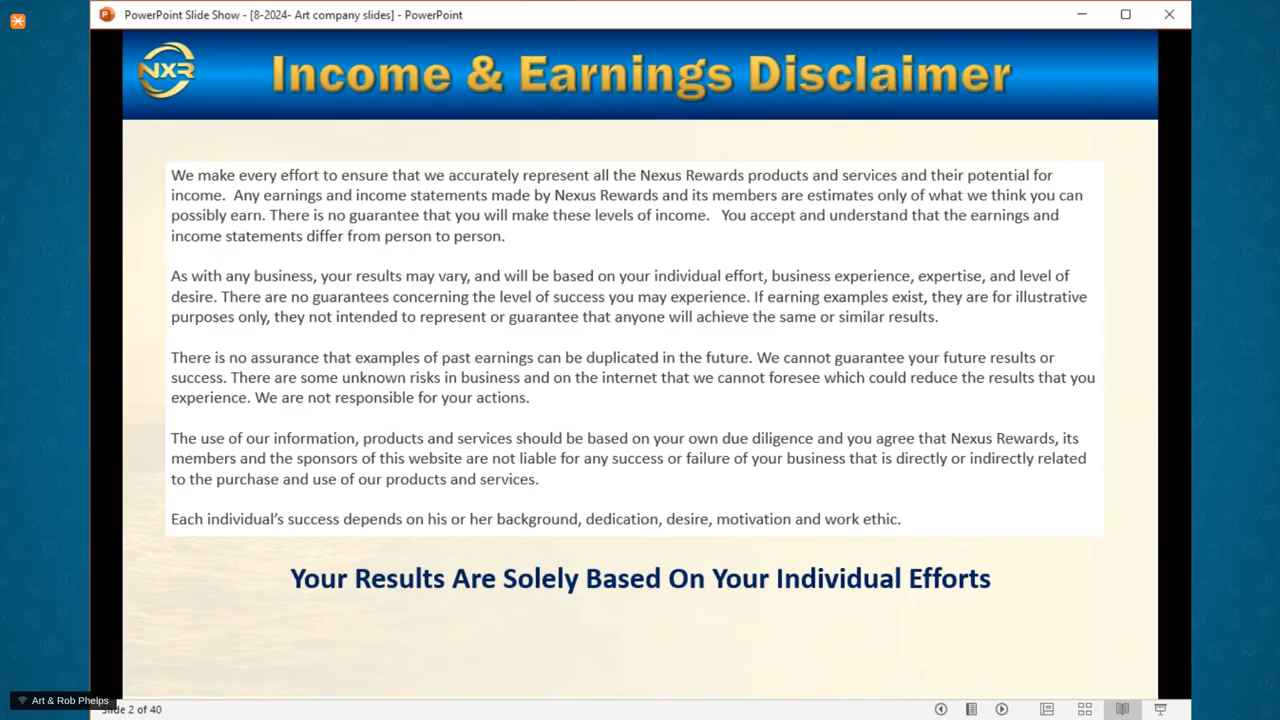 PowerPoint Slide Show - [8-2024- Art company slides] - PowerPoint
NXR
Income & Earnings Disclaimer
We make every effort to ensure that we accurately represent all the Nexus Rewards products and services and their potential for
income.  Any earnings and income statements made by Nexus Rewards and its members are estimates only of what we think you can
possibly earn. There is no guarantee that you will make these levels of income.   You accept and understand that the earnings and
income statements differ from person to person.
As with any business, your results may vary, and will be based on your individual effort, business experience, expertise, and level of
desire. There are no guarantees concerning the level of success you may experience. If earning examples exist, they are for illustrative
purposes only, they not intended to represent or guarantee that anyone will achieve the same or similar results.
There is no assurance that examples of past earnings can be duplicated in the future. We cannot guarantee your future results or
success. There are some unknown risks in business and on the internet that we cannot foresee which could reduce the results that you
experience. We are not responsible for your actions.
The use of our information, products and services should be based on your own due diligence and you agree that Nexus Rewards, its
members and the sponsors of this website are not liable for any success or failure of your business that is directly or indirectly related
to the purchase and use of our products and services.
Each individual’s success depends on his or her background, dedication, desire, motivation and work ethic.
Your Results Are Solely Based On Your Individual Efforts
Art & Rob Phelps
Slide 2 of 40